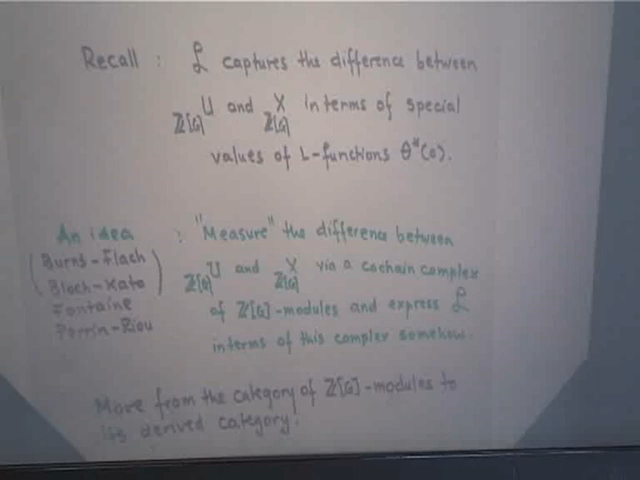 Recall : ℒ captures the difference between
ℤ[G]U and ℤ[G]X in terms of special
values of L-functions θ*(0).
An idea : "Measure" the difference between
(Burns-Flach
Bloch-Kato)
Fontaine
Perrin-Riou
ℤ[G]U and ℤ[G]X via a cochain complex
of ℤ[G]-modules and express ℒ
in terms of this complex somehow.
Move from the category of ℤ[G]-modules to
its derived category.